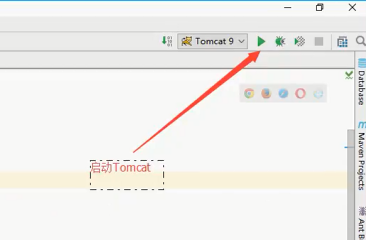 Tomcat 9
启动Tomcat
Database
Maven Projects
Ant B